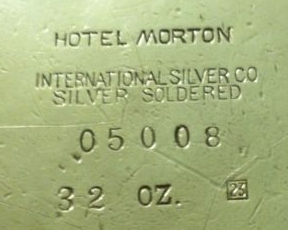 HOTEL MORTON
INTERNATIONAL SILVER CO
SILVER SOLDERED
05008
32 OZ. 23